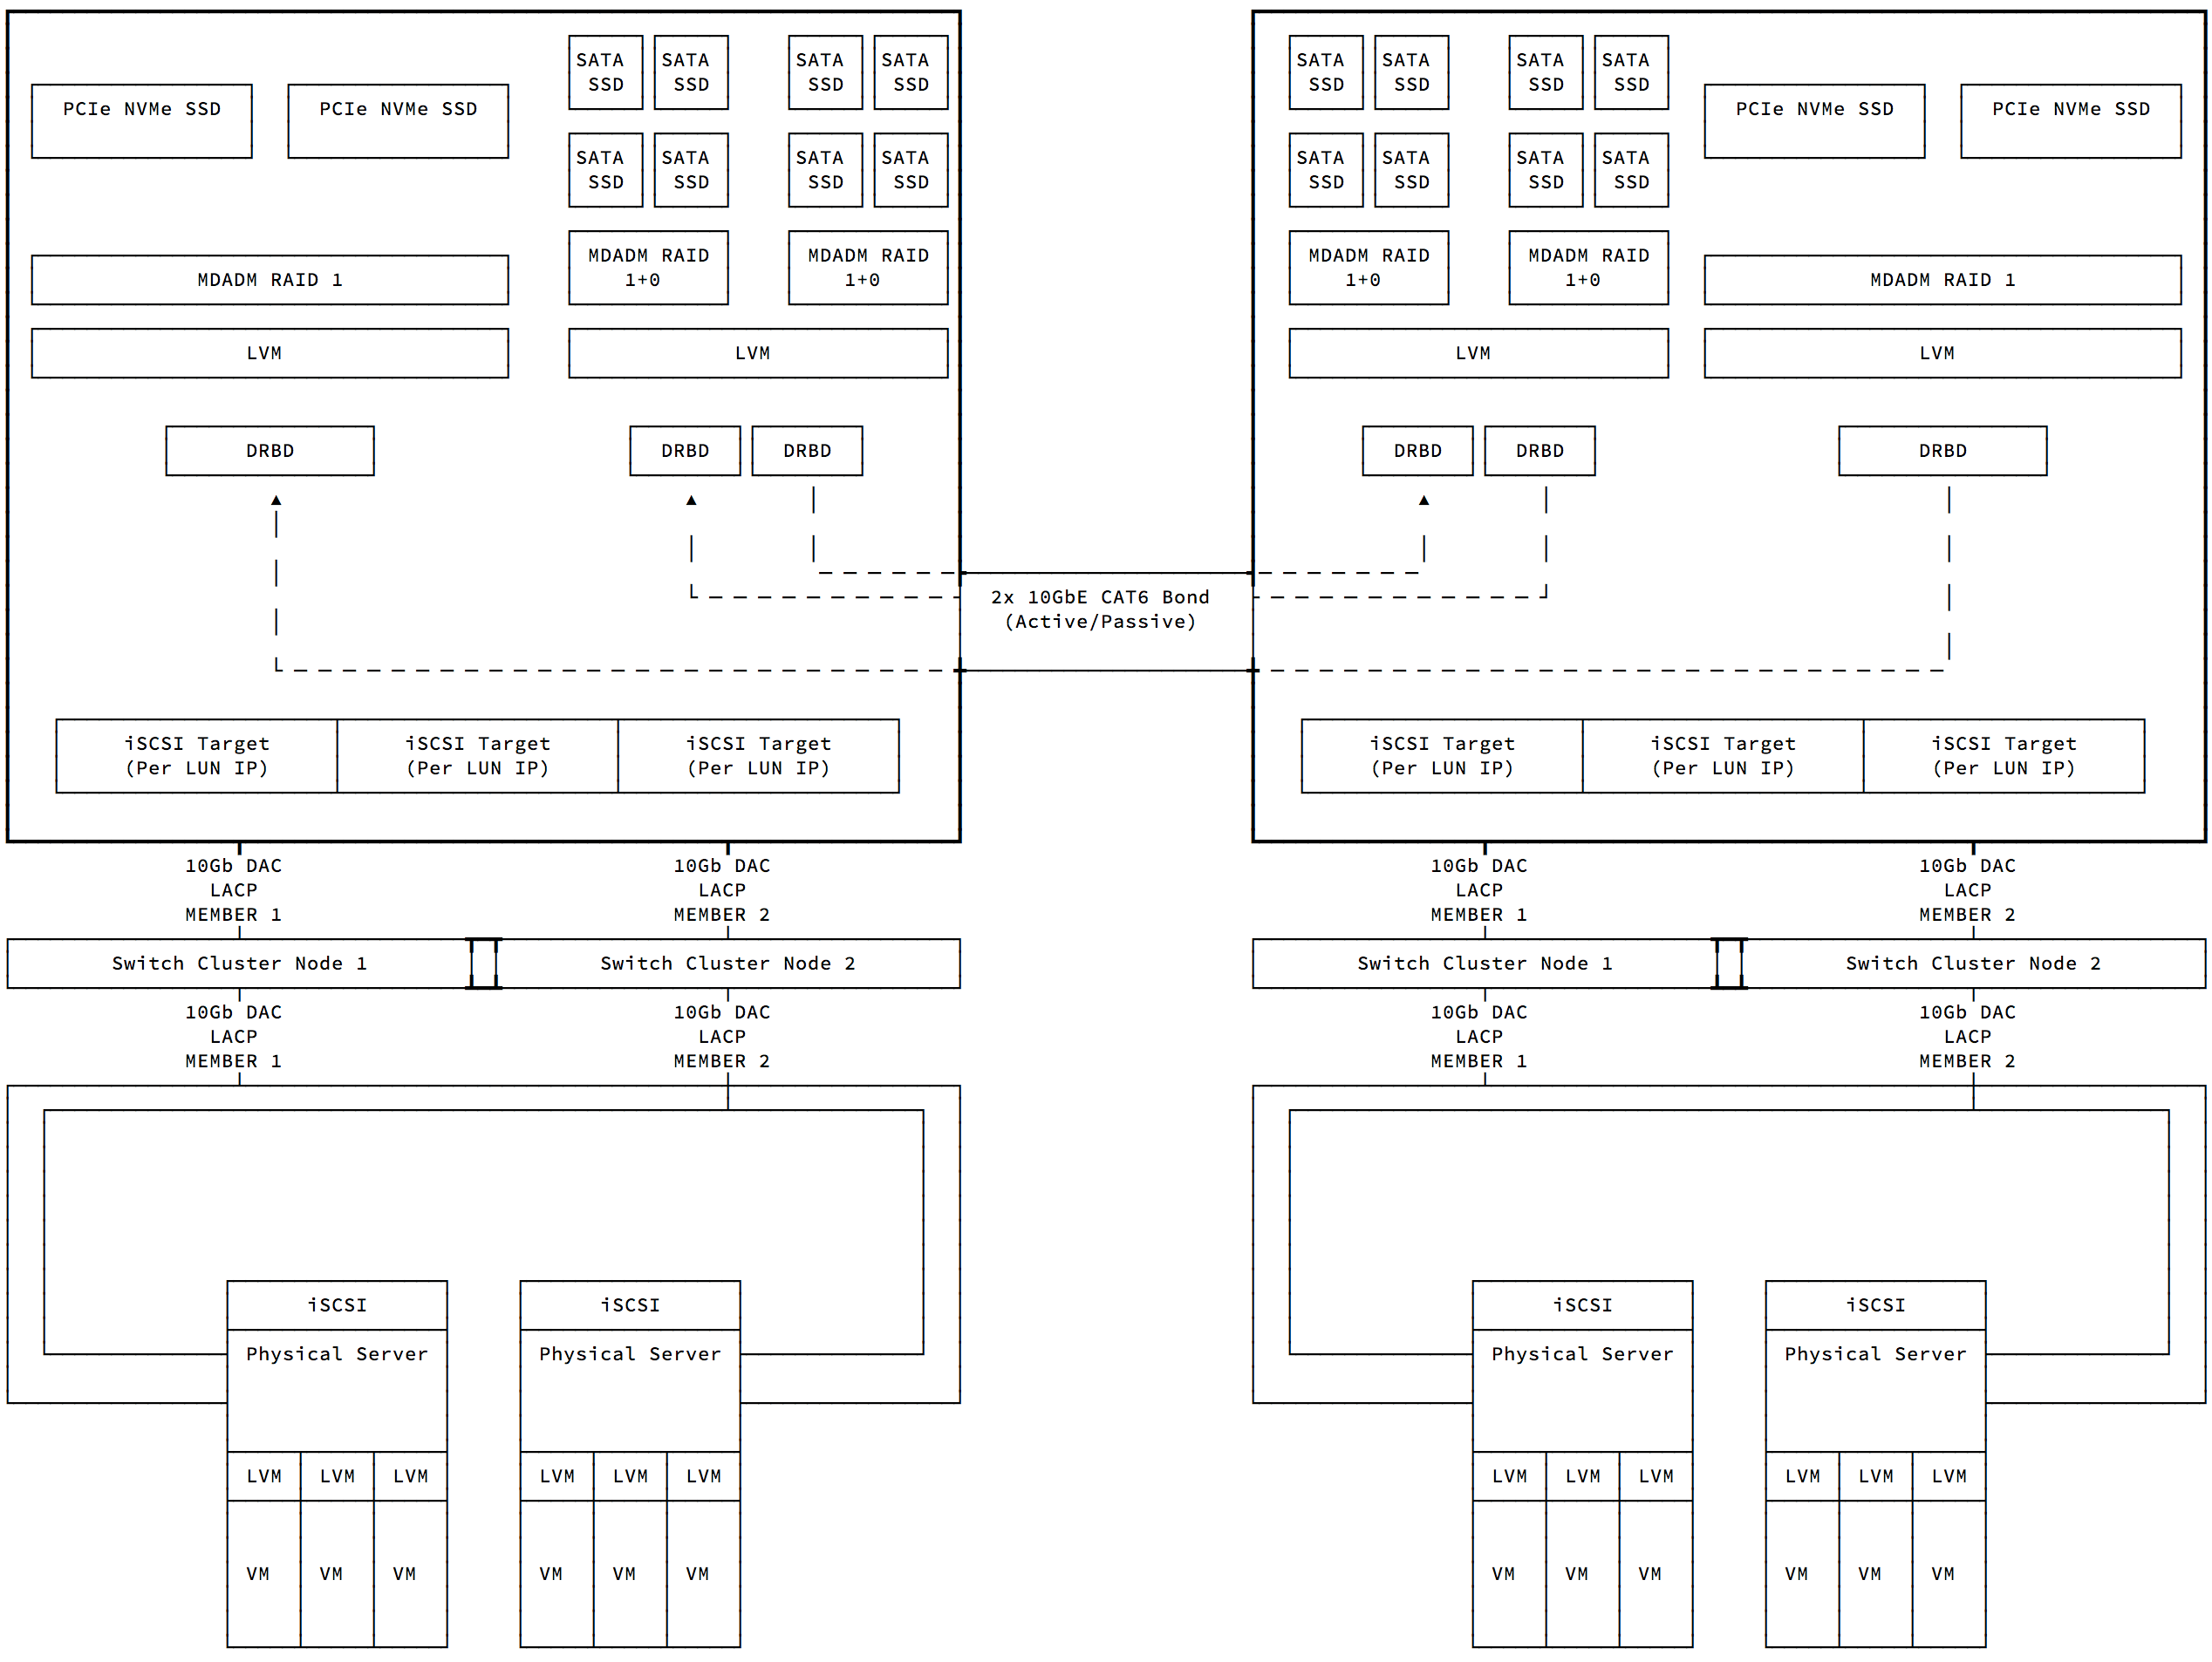 SATA SATA SATA SATA SATA SATA SATA SATA
SSD SSD SSD SSD SSD SSD SSD SSD
PCIe NVMe SSD PCIe NVMe SSD PCIe NVMe SSD PCIe NVMe SSD
SATA SATA SATA SATA SATA SATA SATA SATA
SSD SSD SSD SSD SSD SSD SSD SSD
MDADM RAID MDADM RAID MDADM RAID MDADM RAID
MDADM RAID 1 1+0 1+0 1+0 1+0 MDADM RAID 1
LVM LVM LVM LVM
DRBD DRBD DRBD DRBD DRBD DRBD
2x 10GbE CAT6 Bond
(Active/Passive)
iSCSI Target iSCSI Target iSCSI Target iSCSI Target iSCSI Target iSCSI Target
(Per LUN IP) (Per LUN IP) (Per LUN IP) (Per LUN IP) (Per LUN IP) (Per LUN IP)
10Gb DAC 10Gb DAC 10Gb DAC 10Gb DAC
LACP LACP LACP LACP
MEMBER 1 MEMBER 2 MEMBER 1 MEMBER 2
Switch Cluster Node 1 Switch Cluster Node 2 Switch Cluster Node 1 Switch Cluster Node 2
10Gb DAC 10Gb DAC 10Gb DAC 10Gb DAC
LACP LACP LACP LACP
MEMBER 1 MEMBER 2 MEMBER 1 MEMBER 2
iSCSI iSCSI iSCSI iSCSI
Physical Server Physical Server Physical Server Physical Server
LVM LVM LVM LVM LVM LVM LVM LVM LVM LVM LVM LVM
VM VM VM VM VM VM VM VM VM VM VM VM